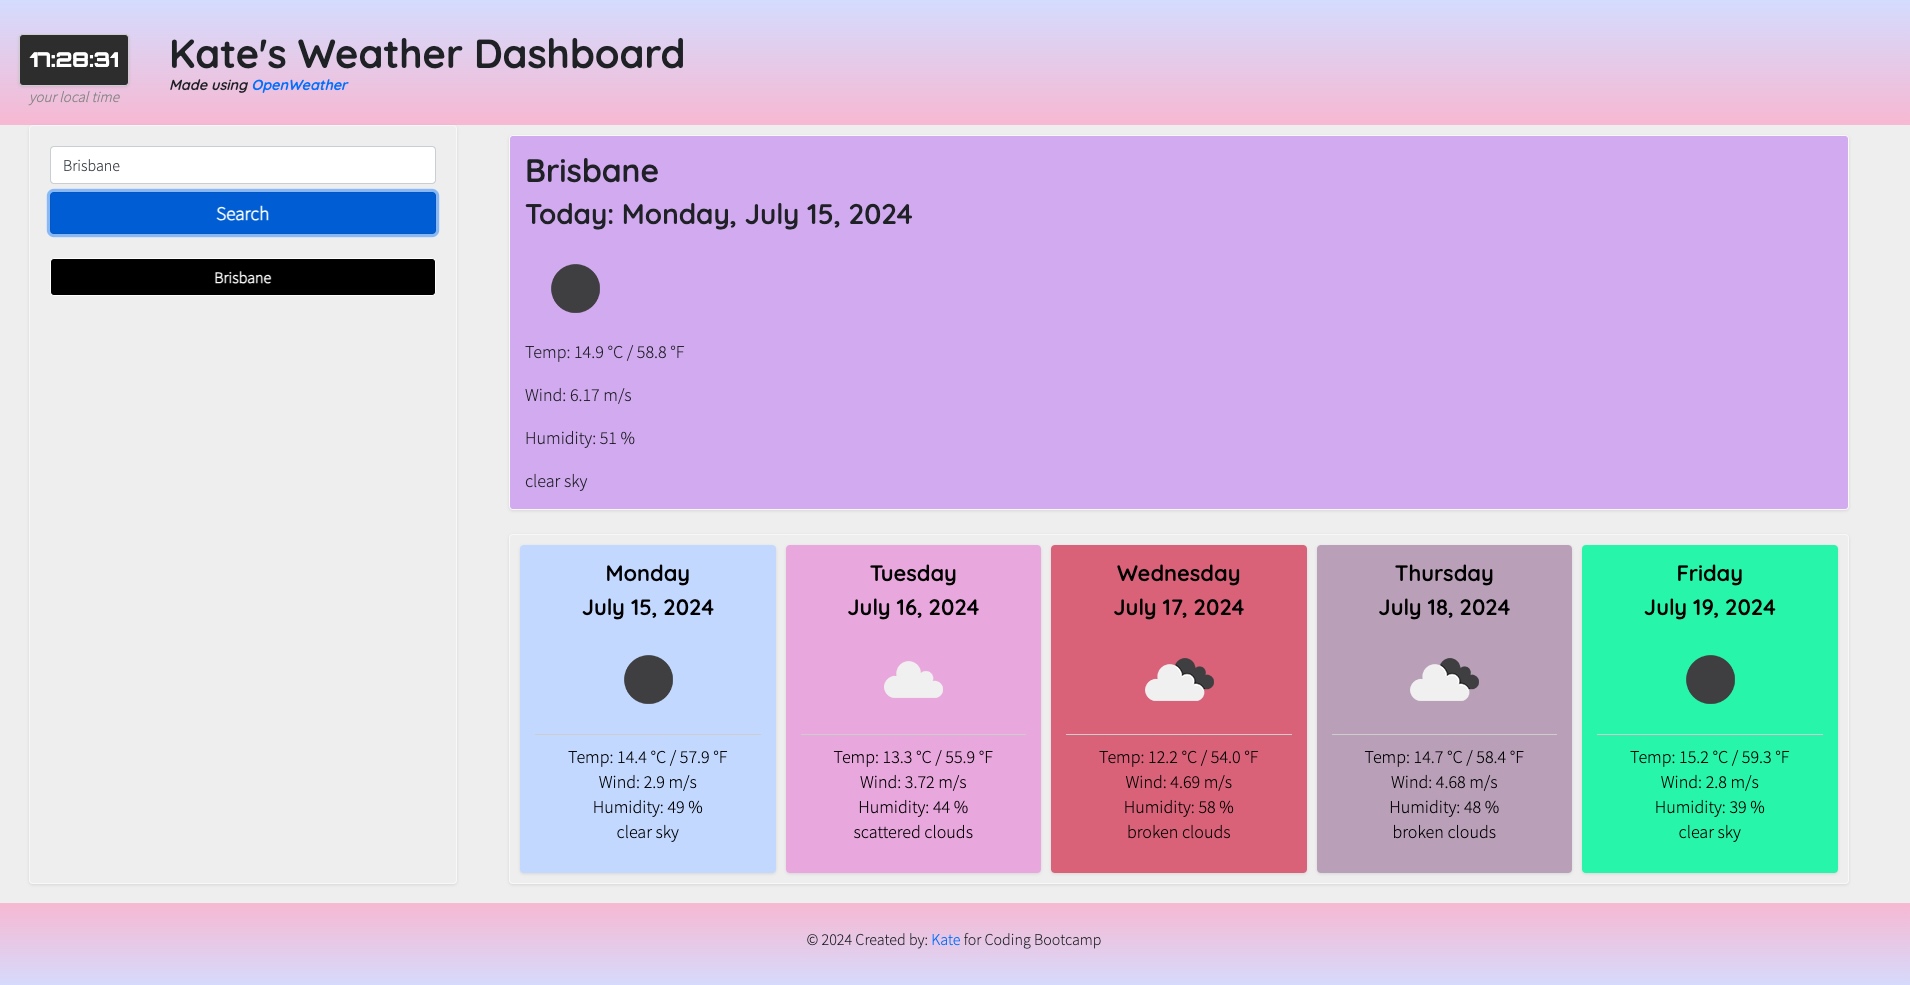 17:28:31
your local time
Kate's Weather Dashboard
Made using OpenWeather
Brisbane
Search
Brisbane
Brisbane
Today: Monday, July 15, 2024
Temp: 14.9 °C / 58.8 °F
Wind: 6.17 m/s
Humidity: 51 %
clear sky
Monday
July 15, 2024
Temp: 14.4 °C / 57.9 °F
Wind: 2.9 m/s
Humidity: 49 %
clear sky
Tuesday
July 16, 2024
Temp: 13.3 °C / 55.9 °F
Wind: 3.72 m/s
Humidity: 44 %
scattered clouds
Wednesday
July 17, 2024
Temp: 12.2 °C / 54.0 °F
Wind: 4.69 m/s
Humidity: 58 %
broken clouds
Thursday
July 18, 2024
Temp: 14.7 °C / 58.4 °F
Wind: 4.68 m/s
Humidity: 48 %
broken clouds
Friday
July 19, 2024
Temp: 15.2 °C / 59.3 °F
Wind: 2.8 m/s
Humidity: 39 %
clear sky
© 2024 Created by: Kate for Coding Bootcamp